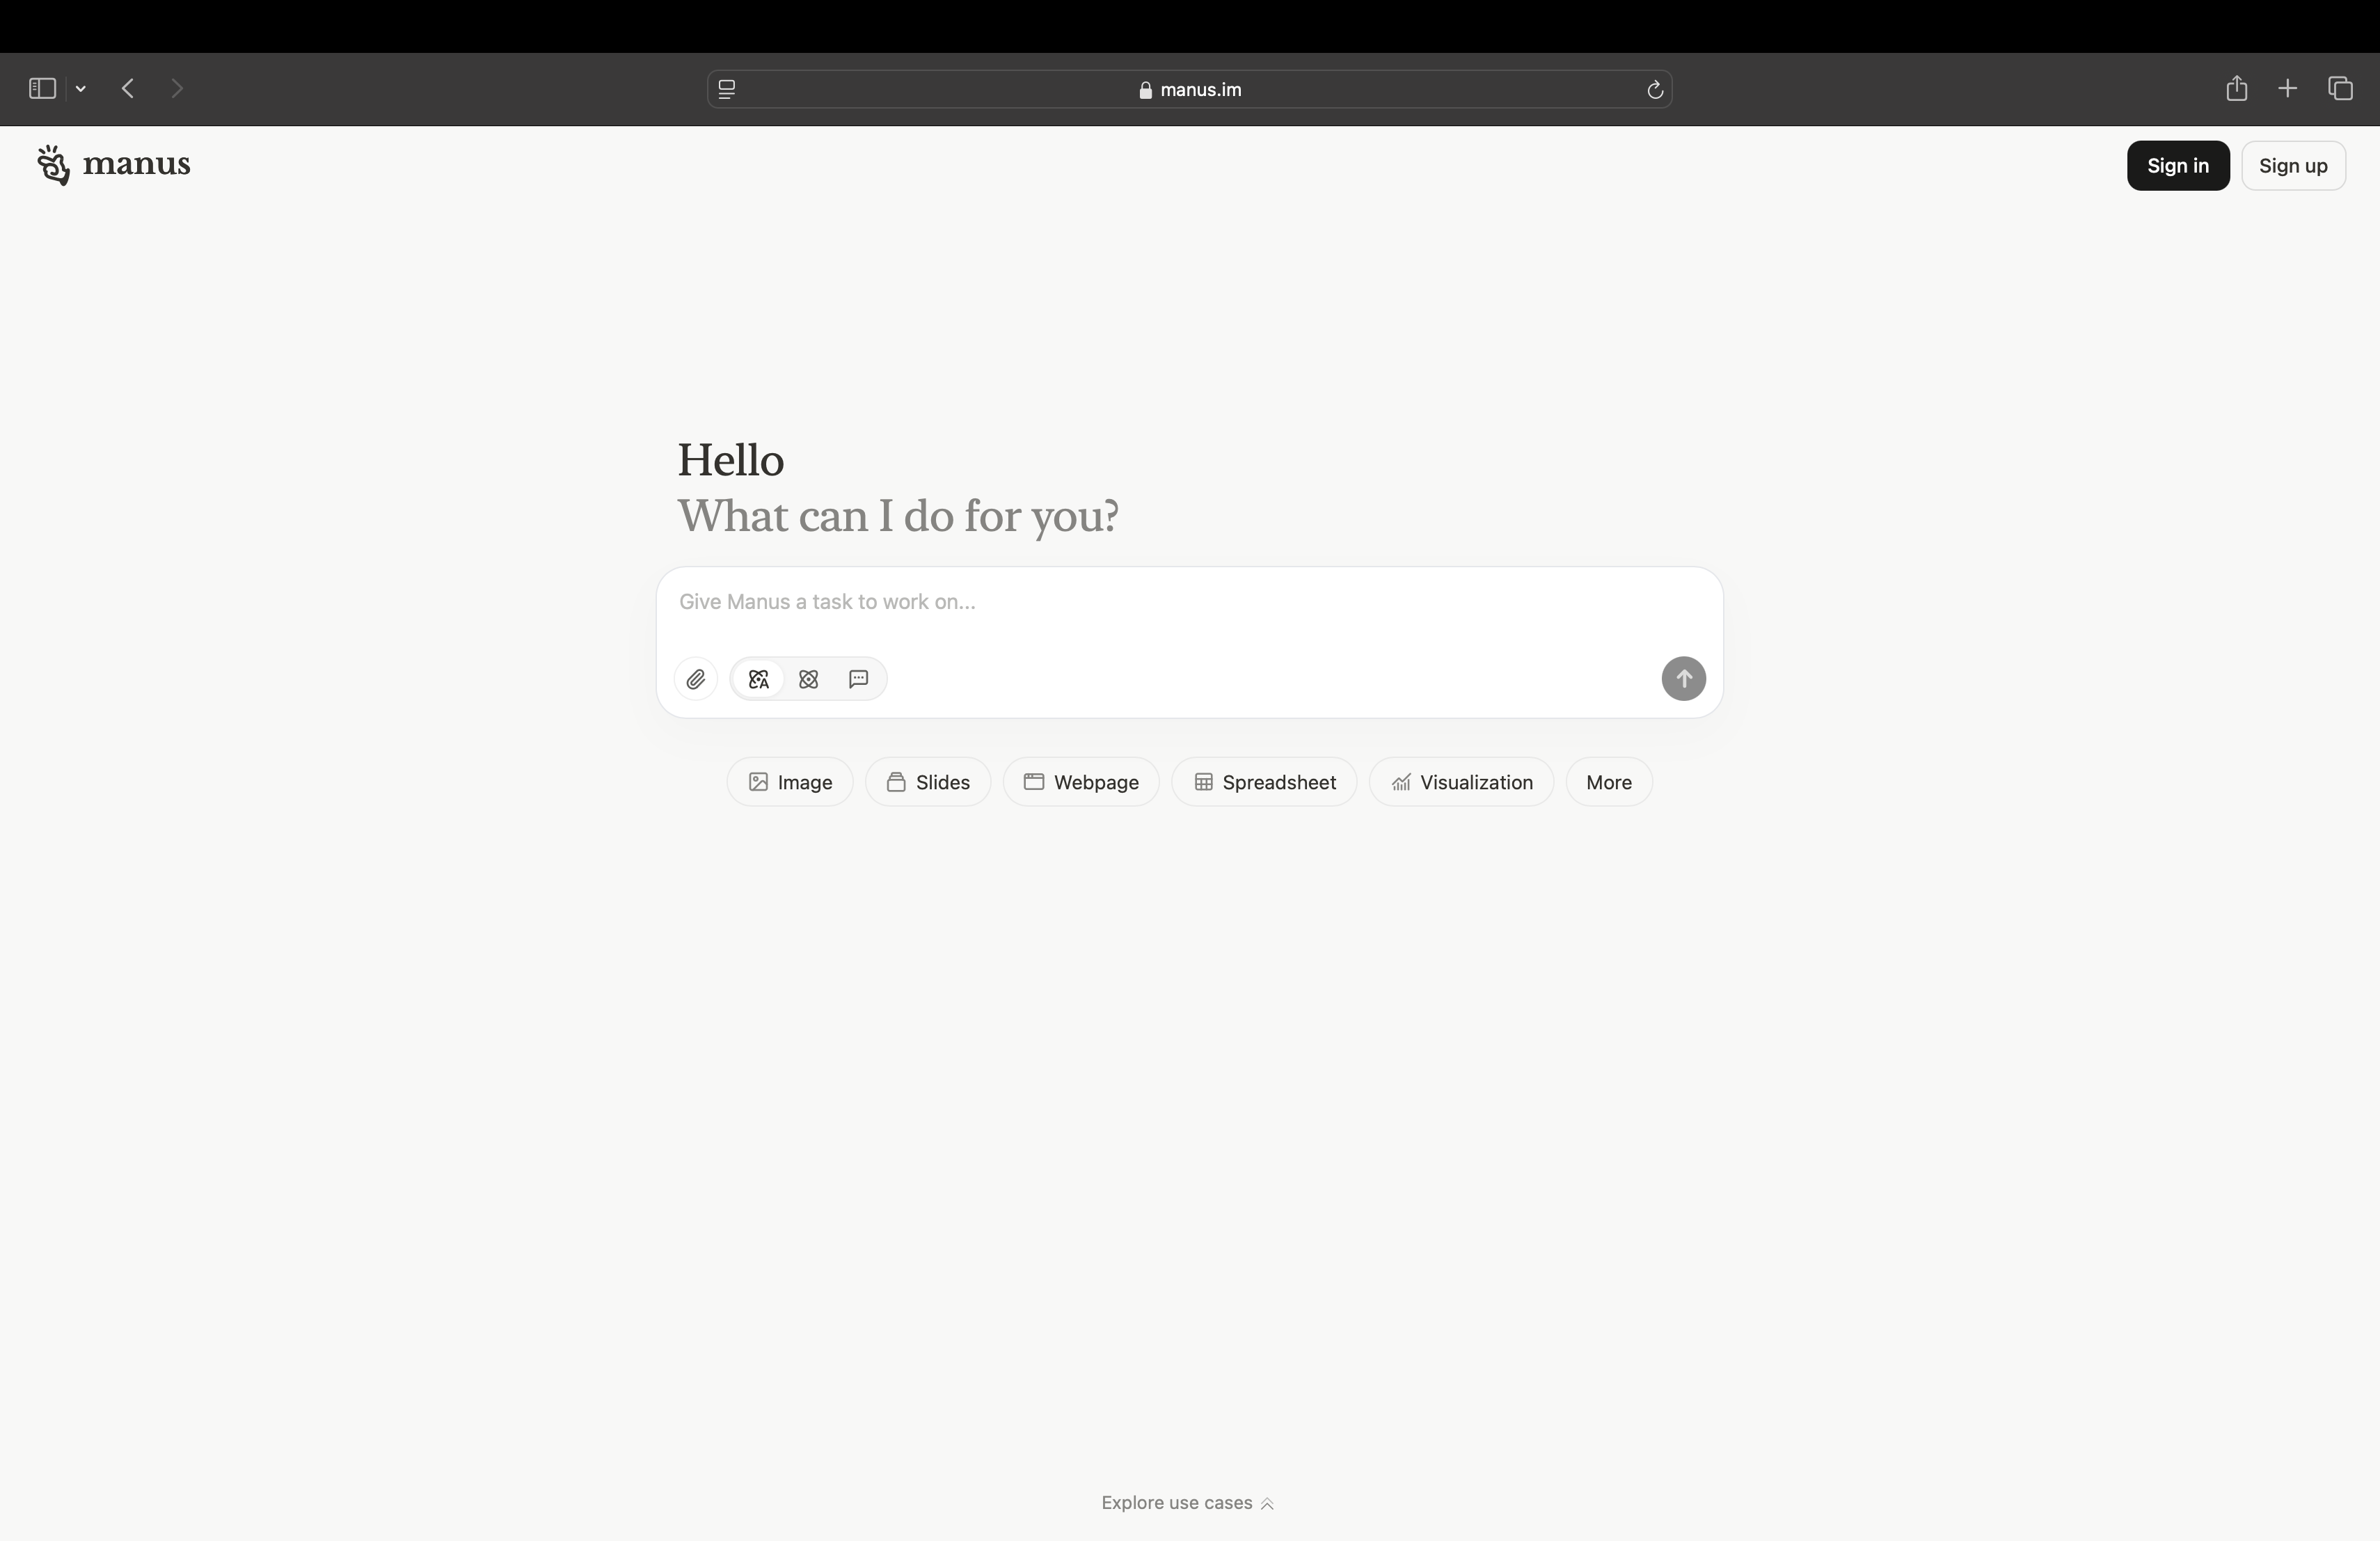 manus.im
manus
Sign in
Sign up
Hello
What can I do for you?
Give Manus a task to work on...
Image
Slides
Webpage
Spreadsheet
Visualization
More
Explore use cases